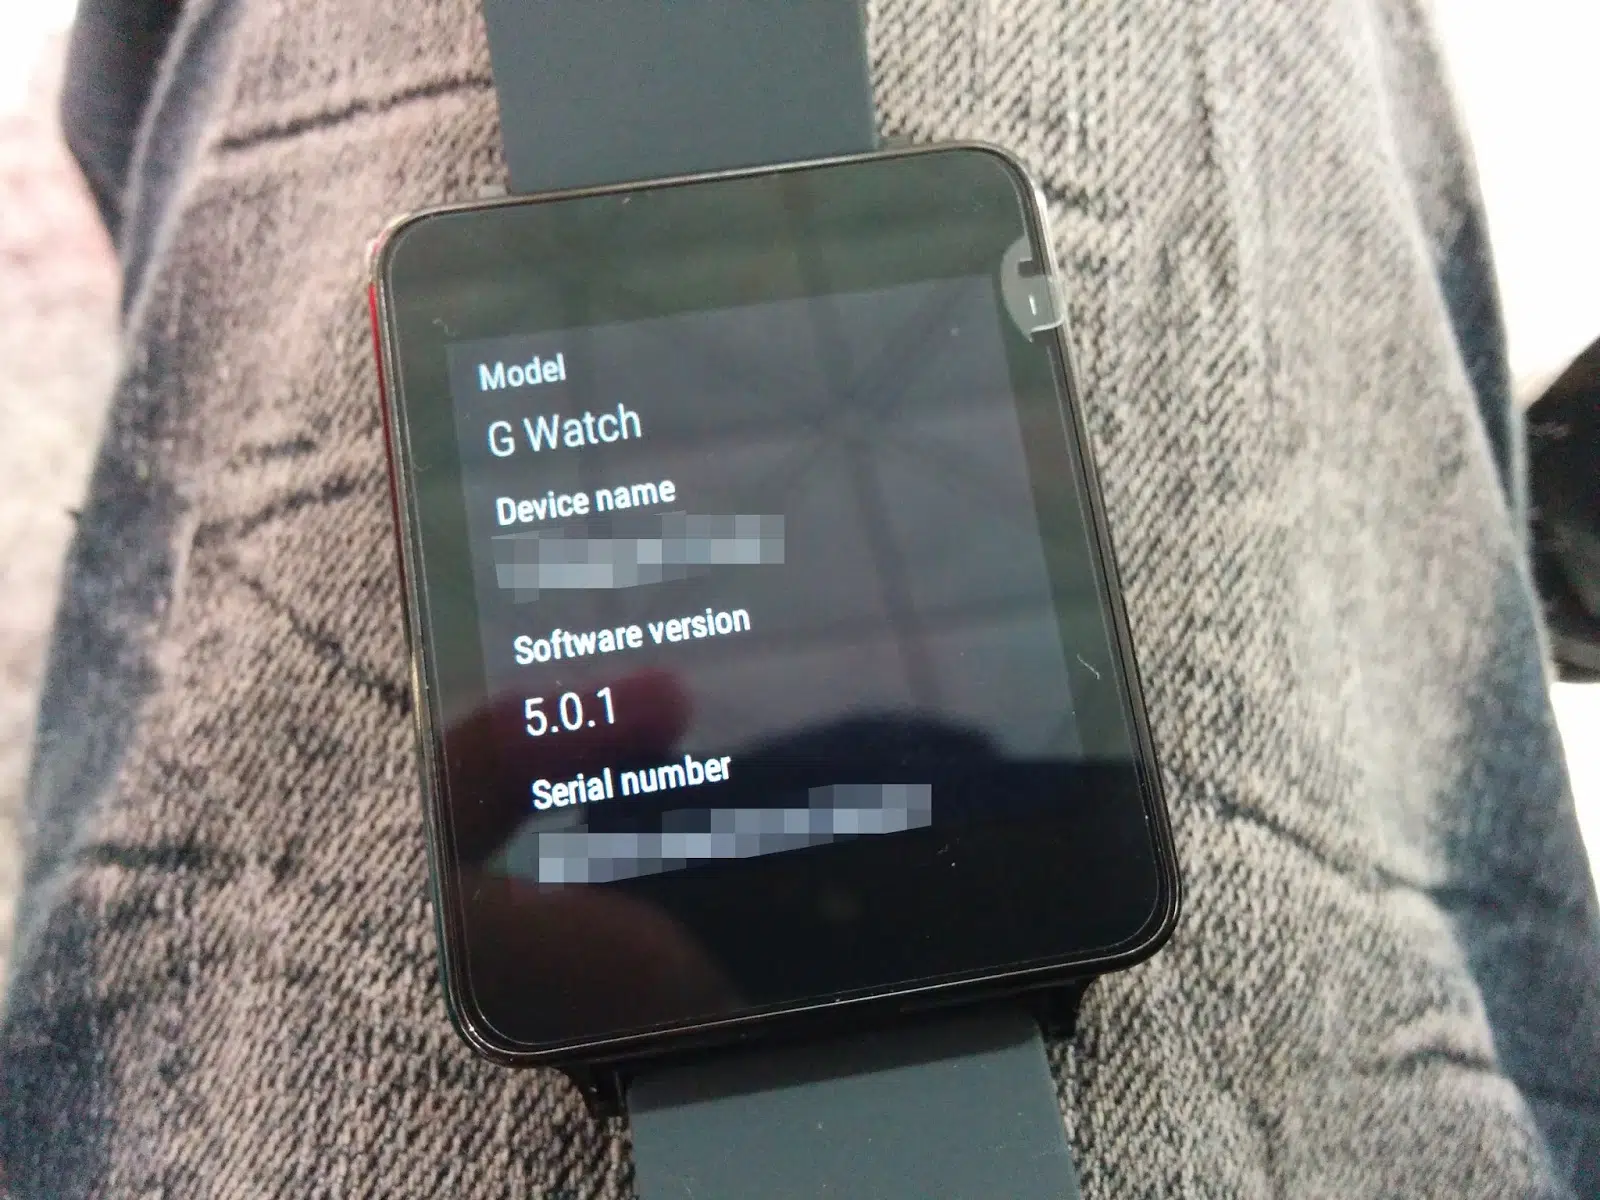 Model
G Watch
Device name
Software version
5.0.1
Serial number